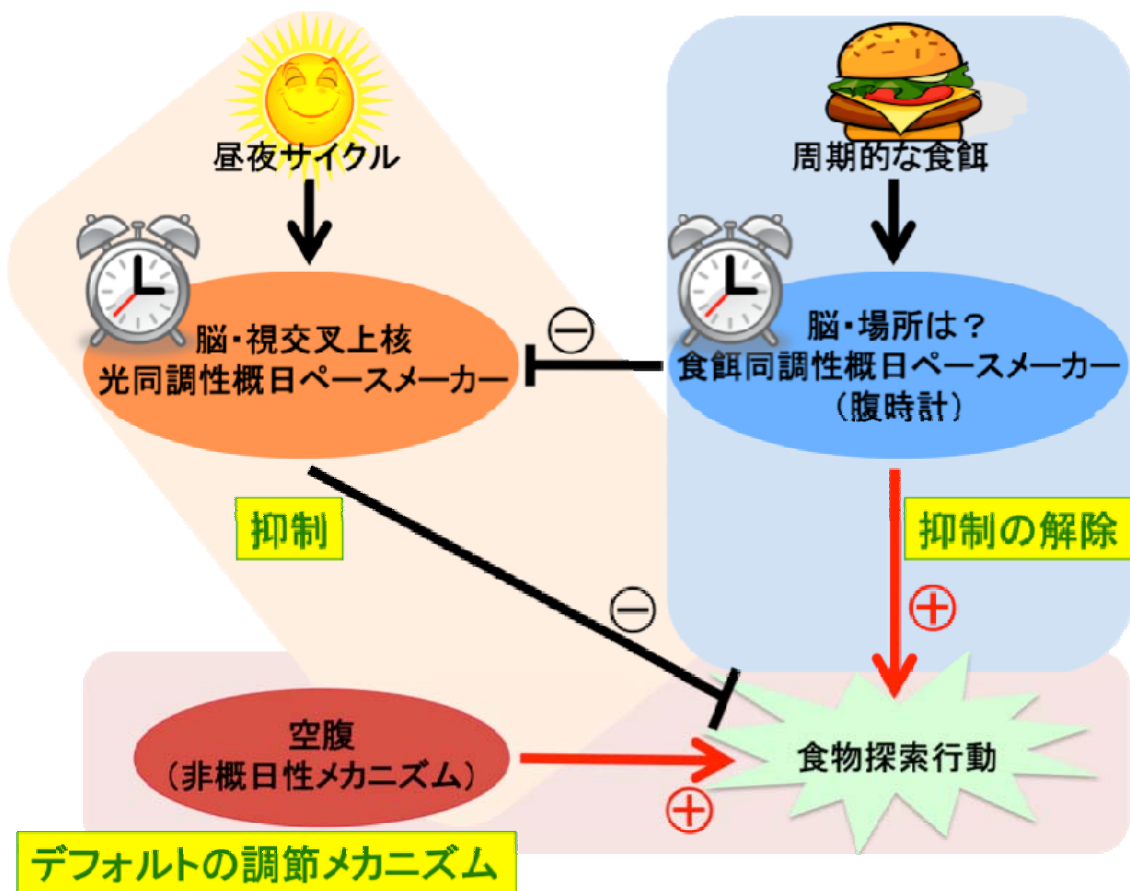 昼夜サイクル
周期的な食餌
脳・視交叉上核
光同調性概日ペースメーカー
脳・場所は？
食餌同調性概日ペースメーカー
（腹時計）
抑制
抑制の解除
空腹
（非概日性メカニズム）
食物探索行動
デフォルトの調節メカニズム